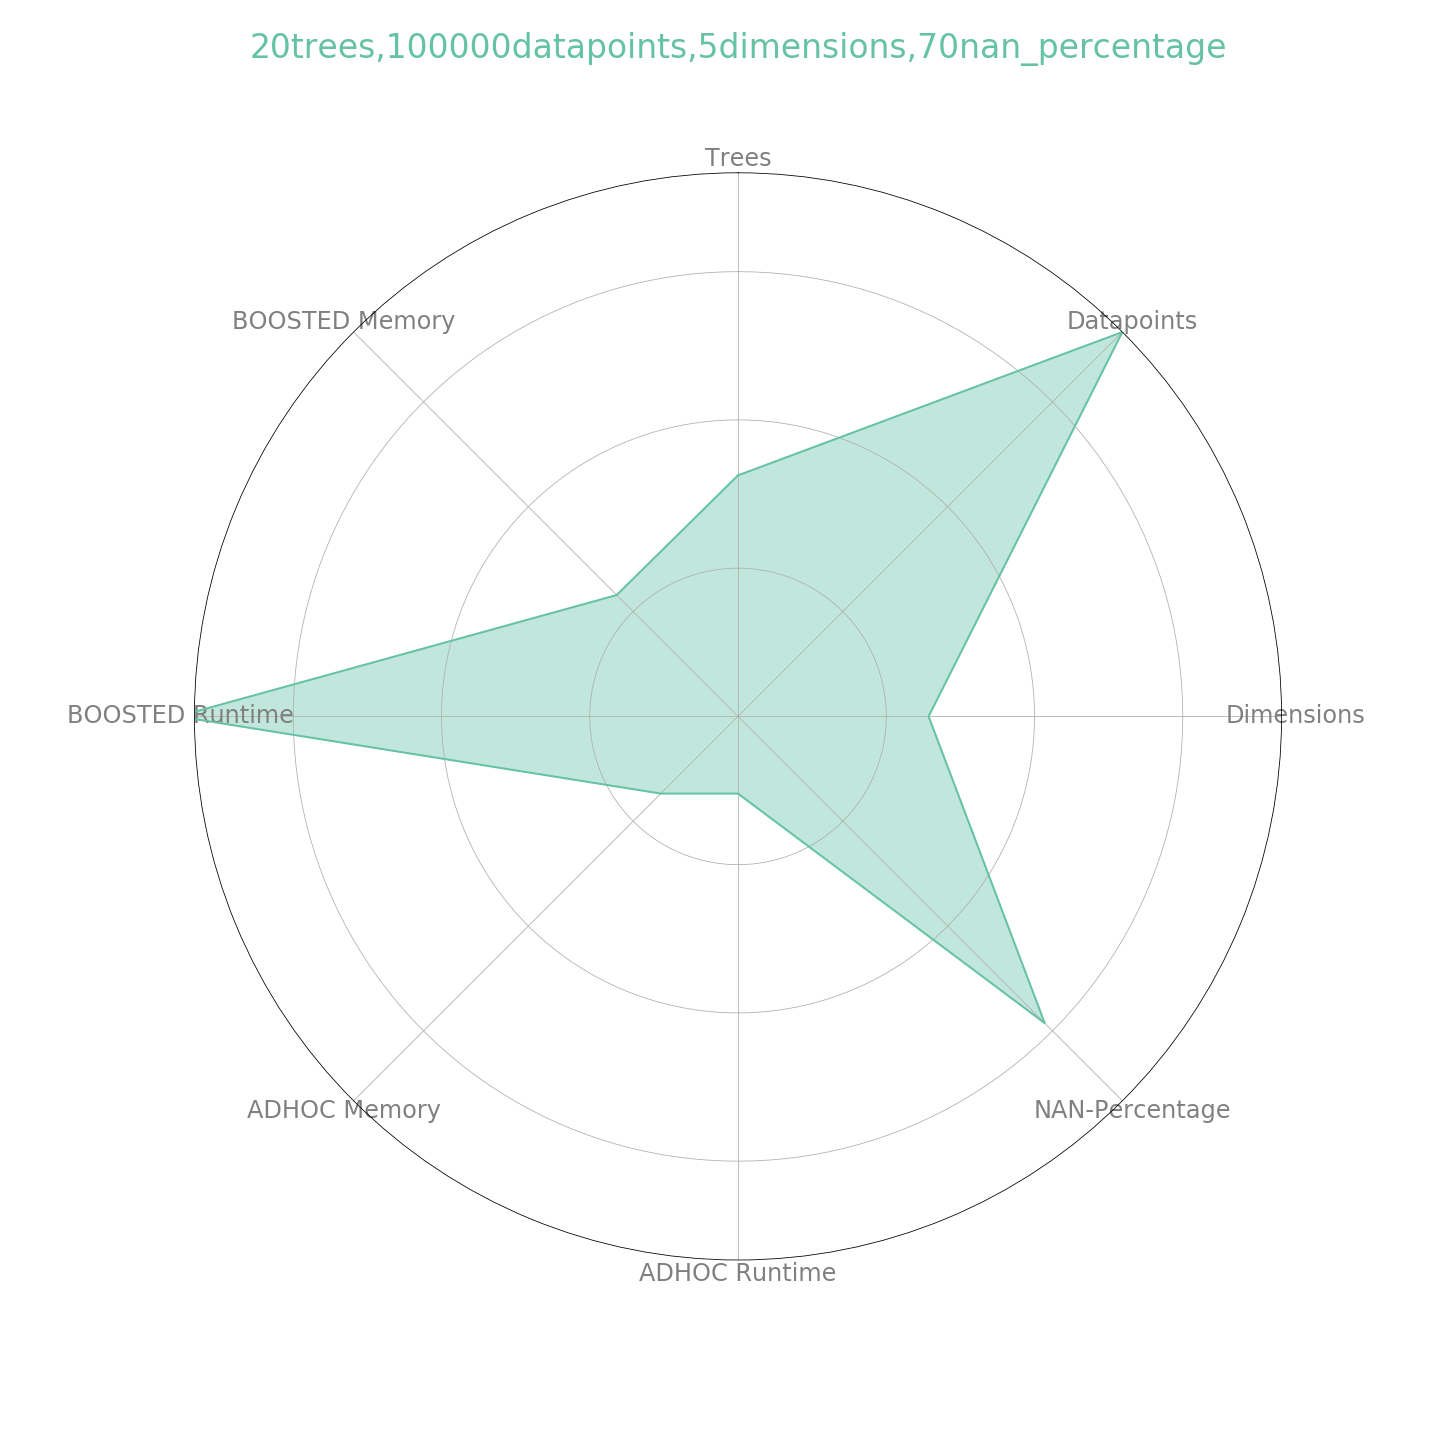 20trees,100000datapoints,5dimensions,70nan_percentage
Trees
BOOSTED Memory
Datapoints
BOOSTED Runtime
Dimensions
ADHOC Memory
NAN-Percentage
ADHOC Runtime